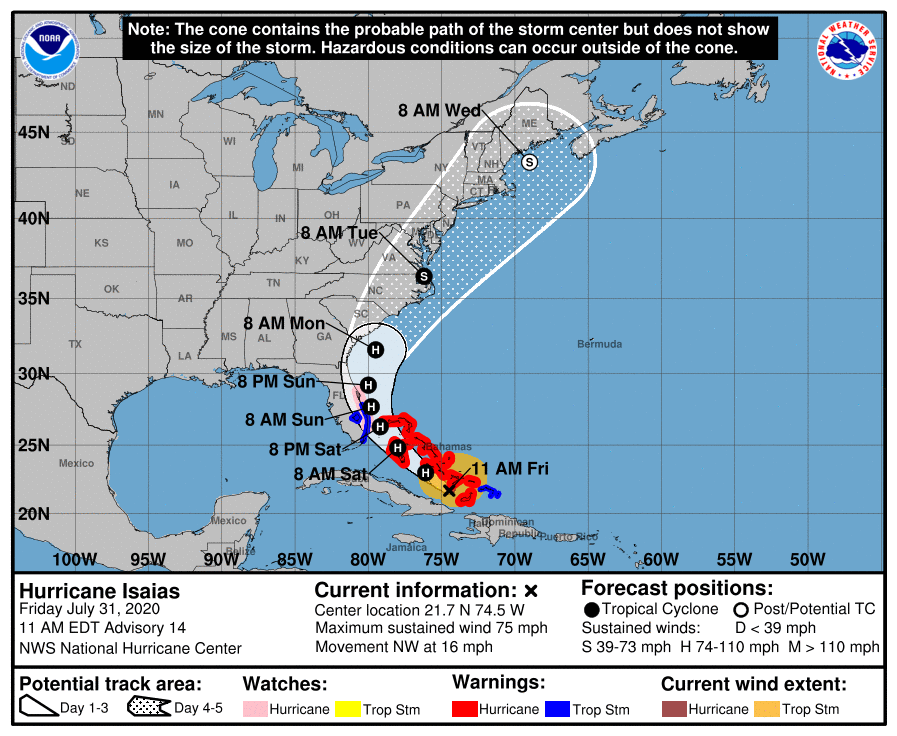 Note: The cone contains the probable path of the storm center but does not show
the size of the storm. Hazardous conditions can occur outside of the cone.
NOAA
NATIONAL WEATHER SERVICE
ND
MN
8 AM Wed
ME
45N
SD
WI
VT
S
MI
NY
NH
MA
NE
IA
CT
RI
PA
40N
IL
IN
OH
8 AM Tue
KS
MO
WV
DE
VA
KY
S
OK
TN
NC
35N
AR
SC
8 AM Mon
MS
AL
GA
TX
LA
H
Bermuda
30N
8 PM Sun
H
FL
8 AM Sun
H
H
25N
8 PM Sat
H
Bahamas
Mexico
8 AM Sat
H
11 AM Fri
20N
Mexico
Dominican
Republic
Puerto Rico
Jamaica
Belize
100W 95W 90W 85W 80W 75W 70W 65W 60W 55W 50W
Hurricane Isaias
Friday July 31, 2020
11 AM EDT Advisory 14
NWS National Hurricane Center
Current information: x
Center location 21.7 N 74.5 W
Maximum sustained wind 75 mph
Movement NW at 16 mph
Forecast positions:
Tropical Cyclone Post/Potential TC
Sustained winds: D < 39 mph
S 39-73 mph H 74-110 mph M > 110 mph
Potential track area:
Day 1-3 Day 4-5
Watches:
Hurricane Trop Stm
Warnings:
Hurricane Trop Stm
Current wind extent:
Hurricane Trop Stm